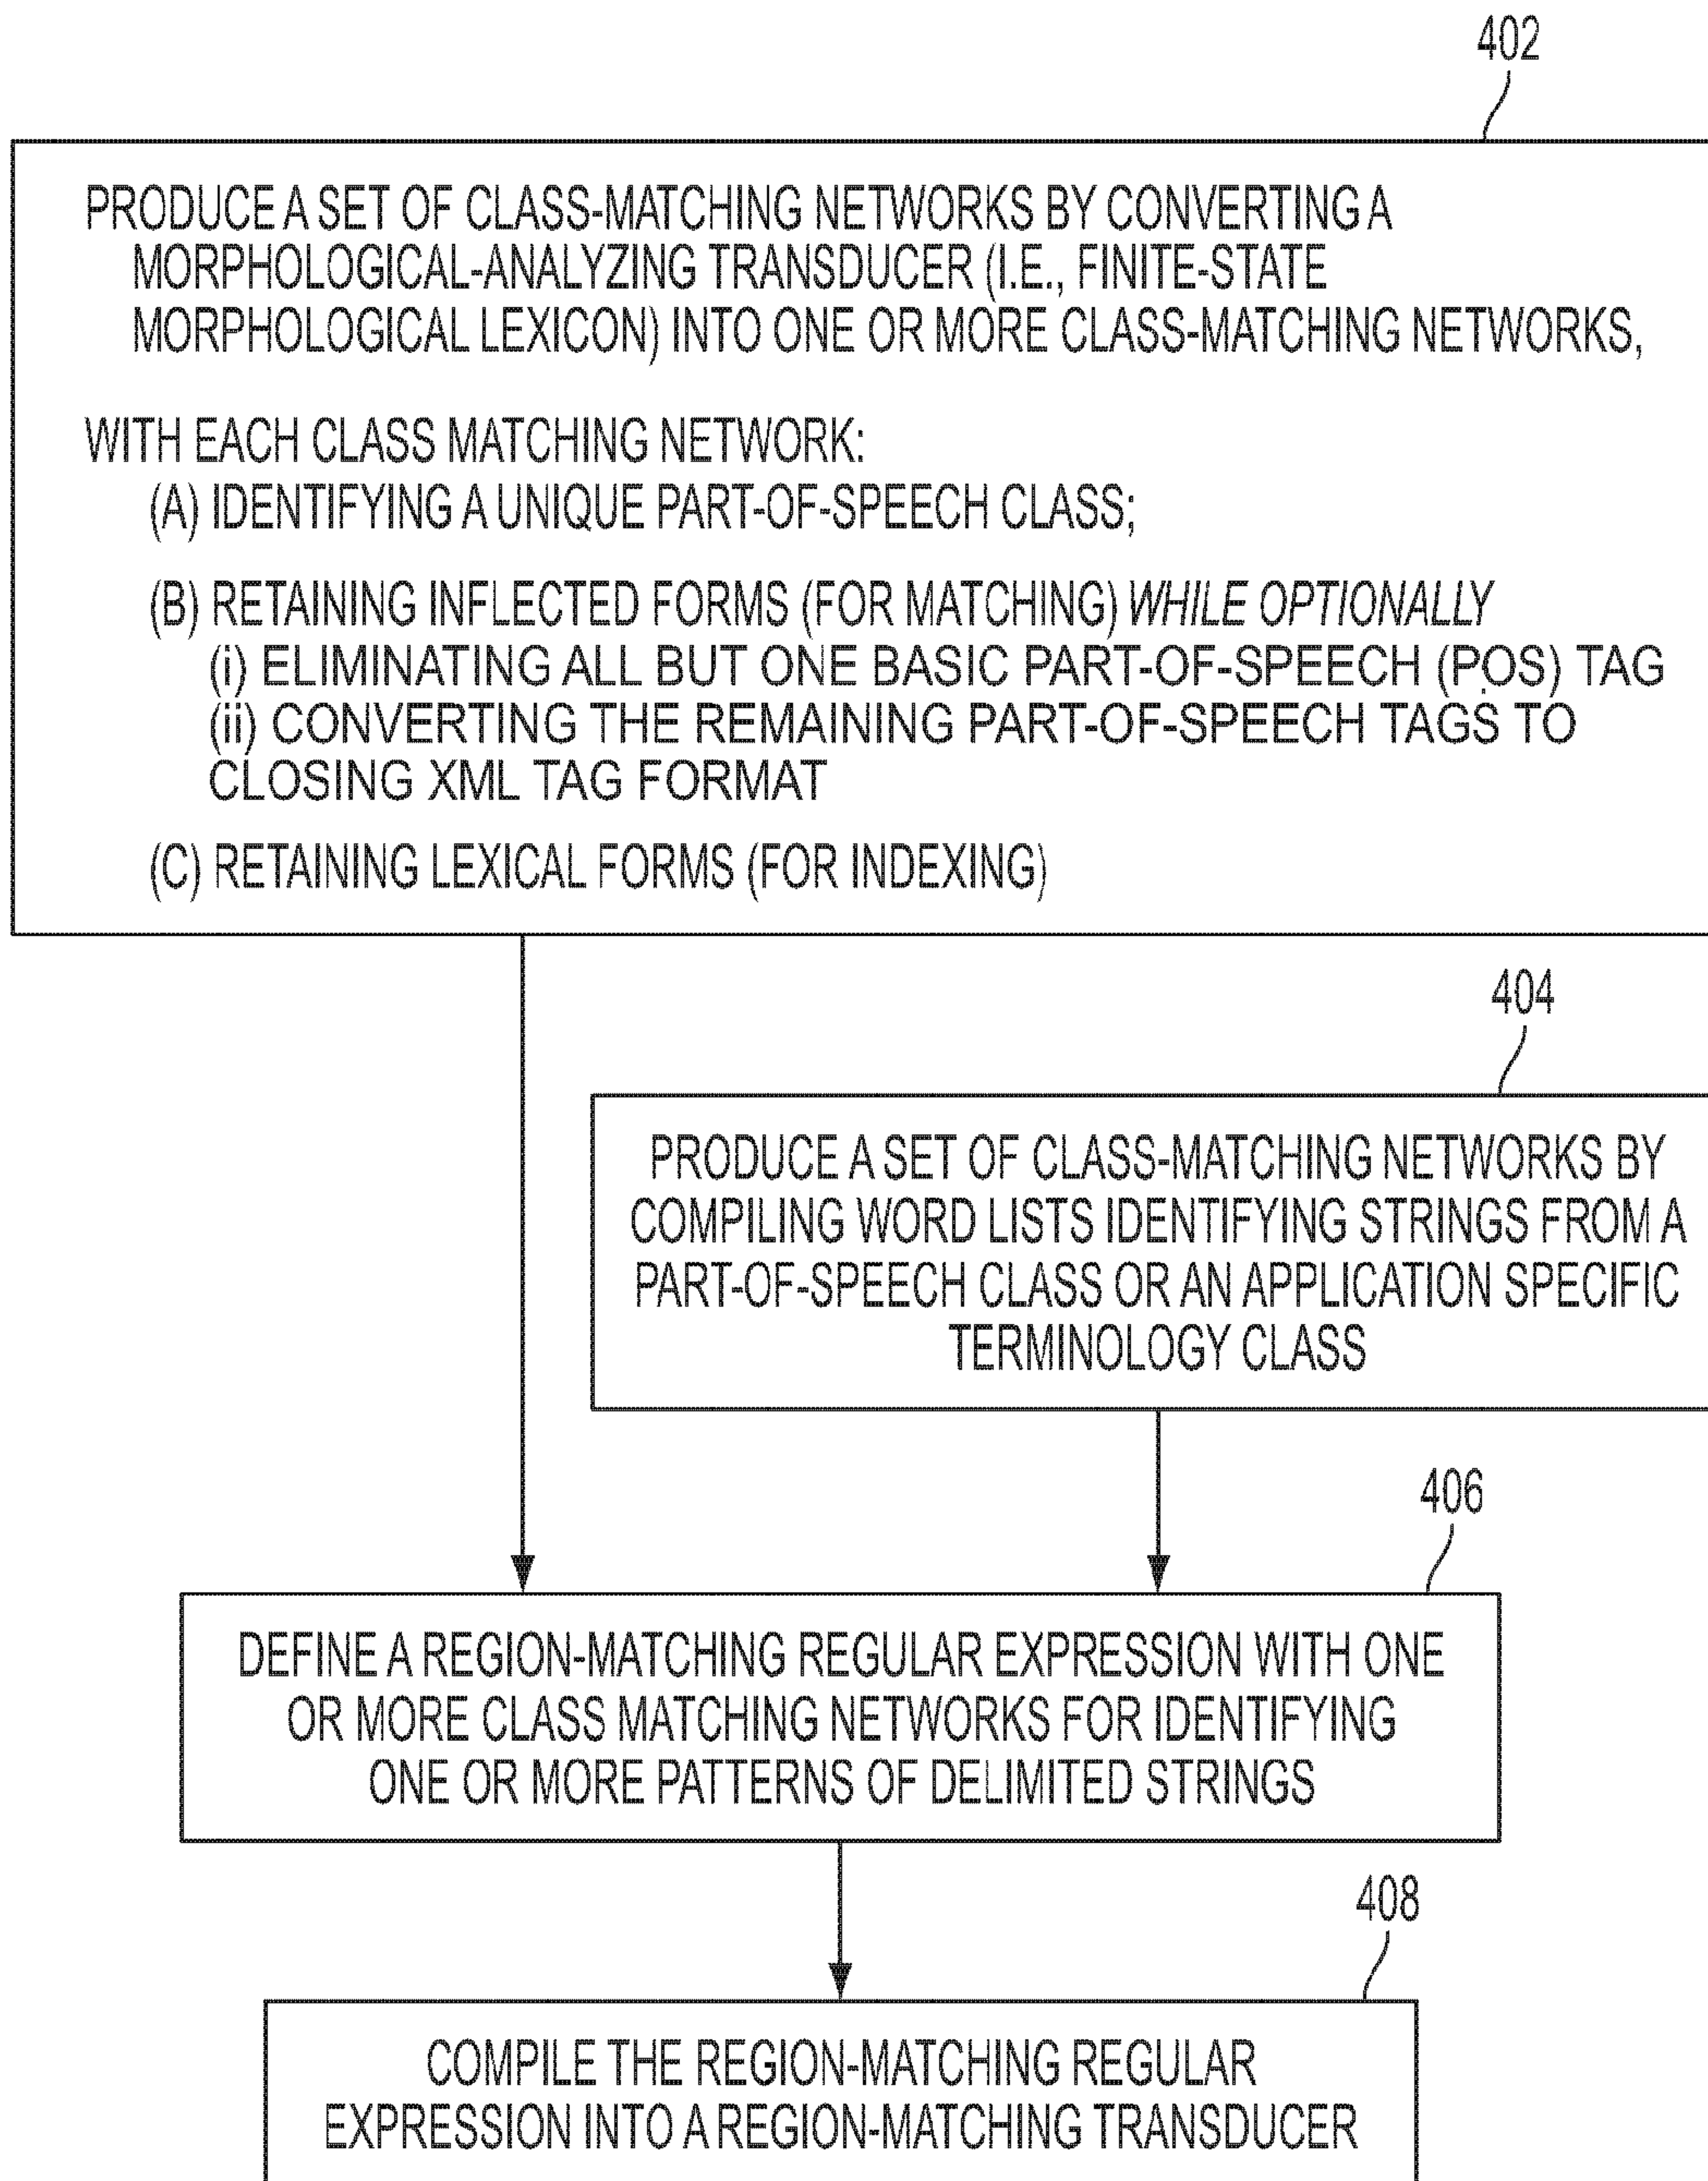 402
PRODUCE A SET OF CLASS-MATCHING NETWORKS BY CONVERTING A
MORPHOLOGICAL-ANALYZING TRANSDUCER (I.E., FINITE-STATE
MORPHOLOGICAL LEXICON) INTO ONE OR MORE CLASS-MATCHING NETWORKS,
WITH EACH CLASS MATCHING NETWORK:
(A) IDENTIFYING A UNIQUE PART-OF-SPEECH CLASS;
(B) RETAINING INFLECTED FORMS (FOR MATCHING) WHILE OPTIONALLY
(i) ELIMINATING ALL BUT ONE BASIC PART-OF-SPEECH (POS) TAG
(ii) CONVERTING THE REMAINING PART-OF-SPEECH TAGS TO
CLOSING XML TAG FORMAT
(C) RETAINING LEXICAL FORMS (FOR INDEXING)
404
PRODUCE A SET OF CLASS-MATCHING NETWORKS BY
COMPILING WORD LISTS IDENTIFYING STRINGS FROM A
PART-OF-SPEECH CLASS OR AN APPLICATION SPECIFIC
TERMINOLOGY CLASS
406
DEFINE A REGION-MATCHING REGULAR EXPRESSION WITH ONE
OR MORE CLASS MATCHING NETWORKS FOR IDENTIFYING
ONE OR MORE PATTERNS OF DELIMITED STRINGS
408
COMPILE THE REGION-MATCHING REGULAR
EXPRESSION INTO A REGION-MATCHING TRANSDUCER